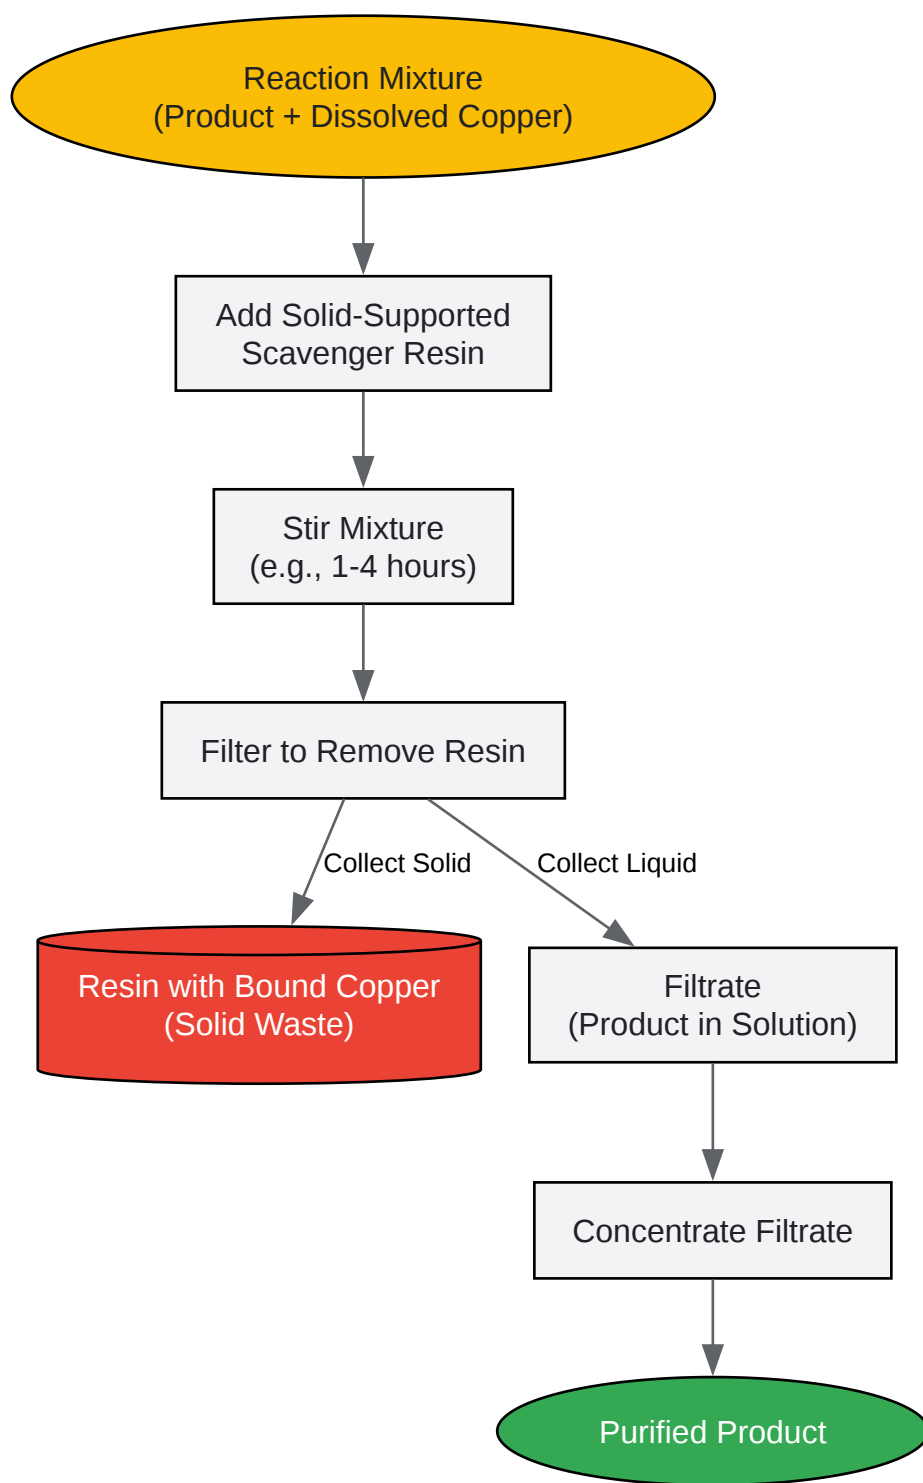 Reaction Mixture
(Product + Dissolved Copper)
Add Solid-Supported
Scavenger Resin
Stir Mixture
(e.g., 1-4 hours)
Filter to Remove Resin
Collect Solid
Collect Liquid
Resin with Bound Copper
(Solid Waste)
Filtrate
(Product in Solution)
Concentrate Filtrate
Purified Product